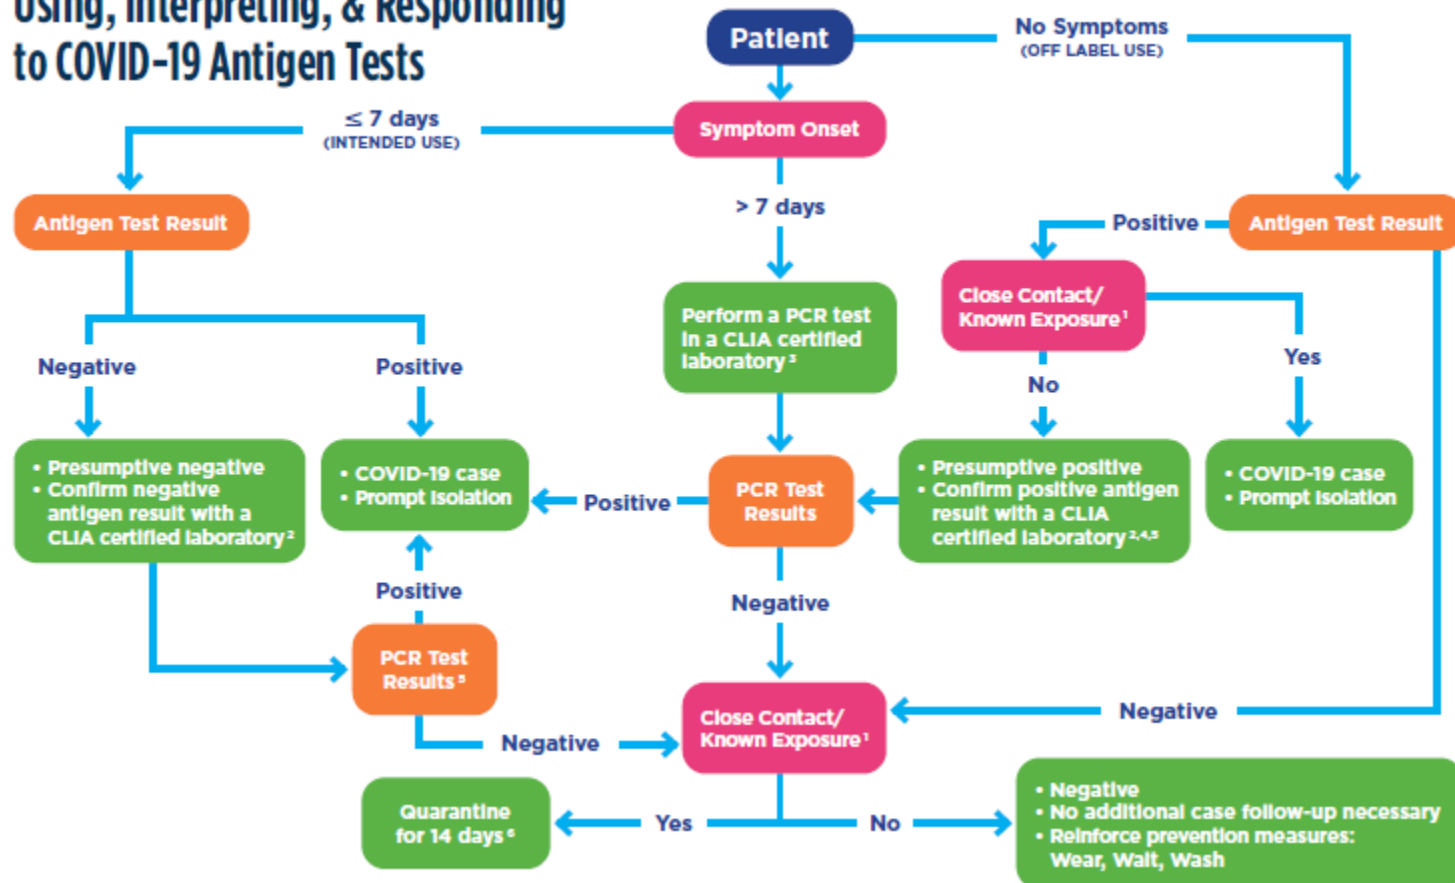 Using, Interpreting, & Responding
to COVID-19 Antigen Tests
Patient
No Symptoms
(OFF LABEL USE)
≤ 7 days
(INTENDED USE)
Symptom Onset
> 7 days
Antigen Test Result
Positive
Antigen Test Result
Close Contact/
Known Exposure¹
Perform a PCR test
in a CLIA certified
laboratory³
Negative
Positive
No
Yes
• Presumptive negative
• Confirm negative
antigen result with a
CLIA certified laboratory²
• COVID-19 case
• Prompt Isolation
Positive
PCR Test
Results
• Presumptive positive
• Confirm positive antigen
result with a CLIA
certified laboratory²,⁴,⁵
• COVID-19 case
• Prompt Isolation
Positive
Negative
PCR Test
Results⁵
Negative
Close Contact/
Known Exposure¹
Negative
Quarantine
for 14 days⁶
Yes
No
• Negative
• No additional case follow-up necessary
• Reinforce prevention measures:
Wear, Wait, Wash